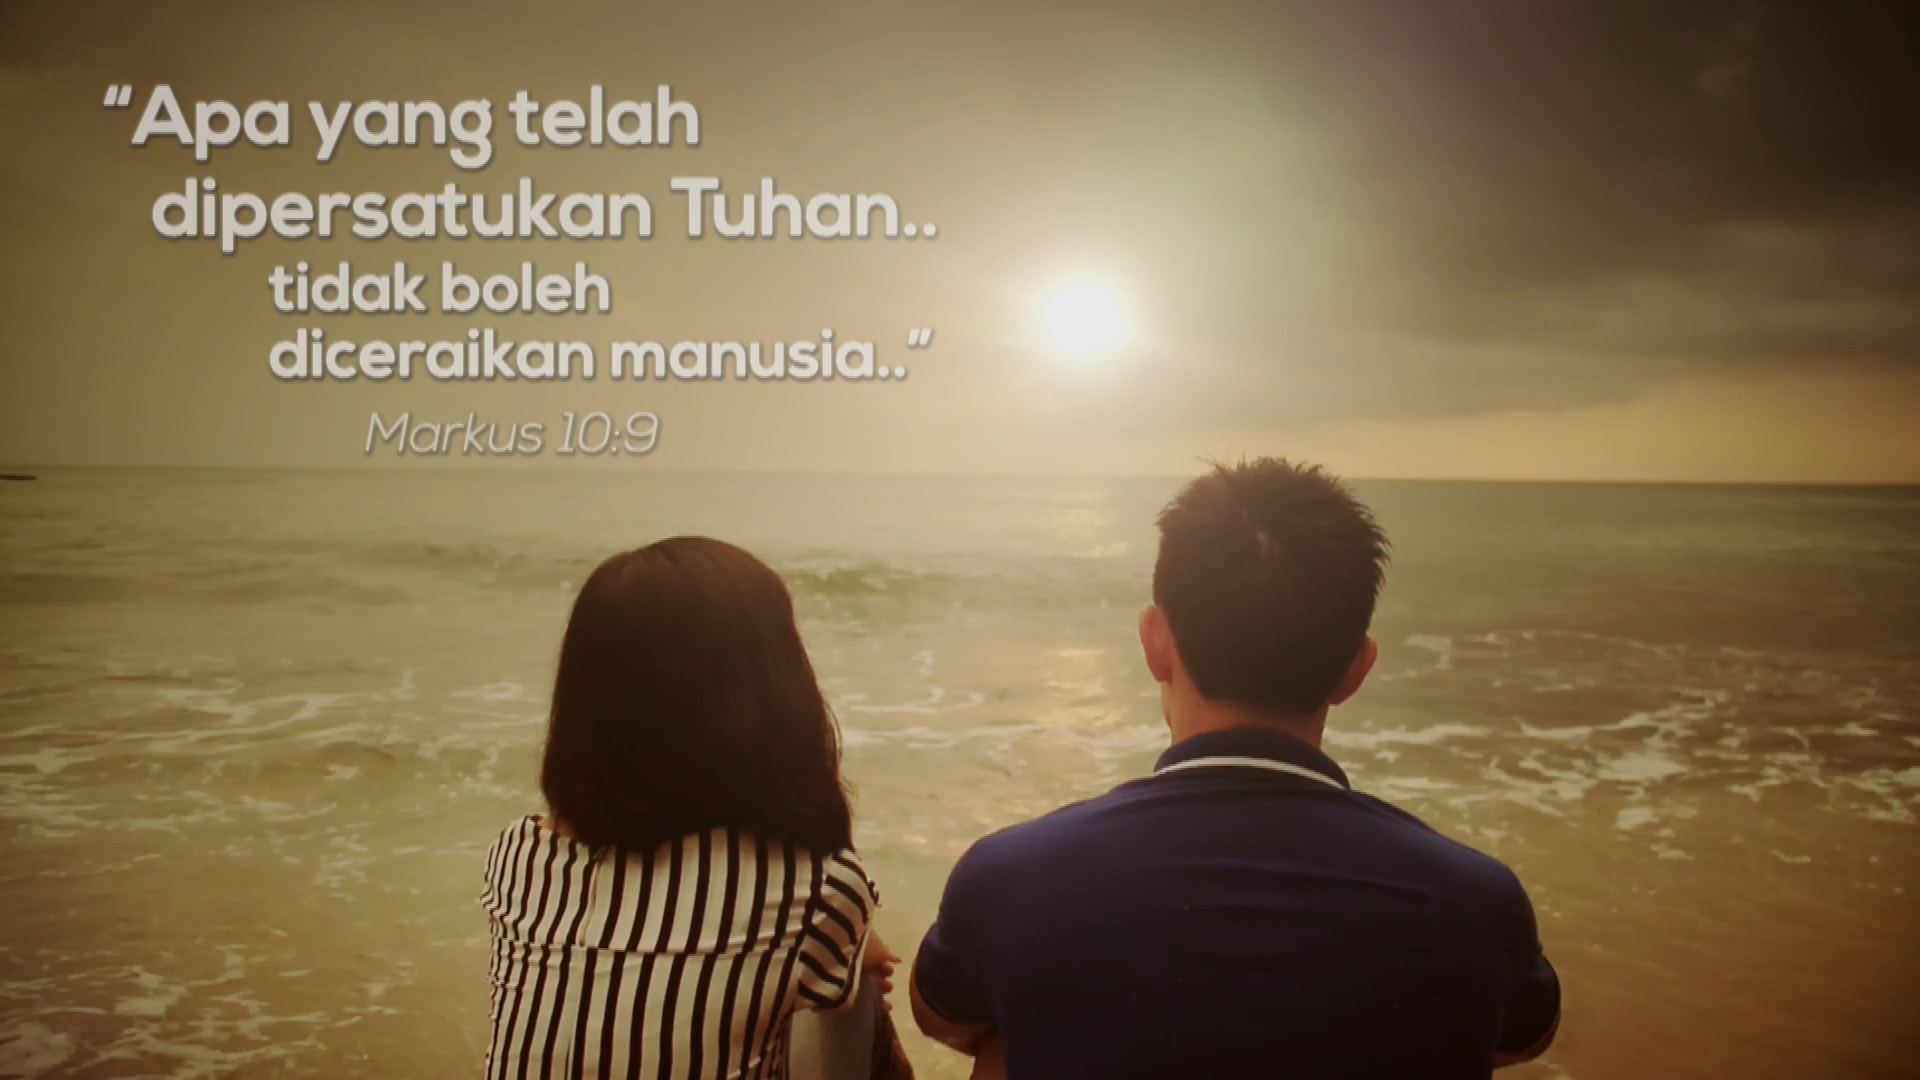 “Apa yang telah
dipersatukan Tuhan..
tidak boleh
diceraikan manusia..”
Markus 10:9